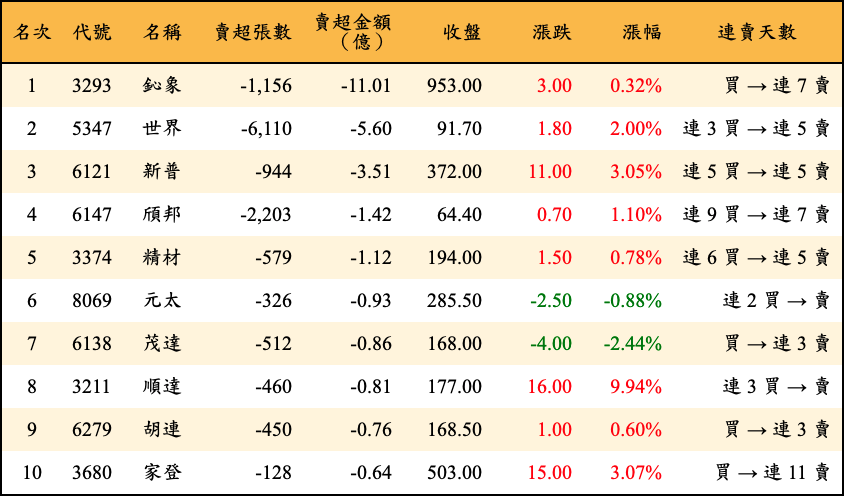 名次 代號 名稱 賣超張數 賣超金額（億） 收盤 漲跌 漲幅 連賣天數
1 3293 鈊象 -1,156 -11.01 953.00 3.00 0.32% 買 → 連 7 賣
2 5347 世界 -6,110 -5.60 91.70 1.80 2.00% 連 3 買 → 連 5 賣
3 6121 新普 -944 -3.51 372.00 11.00 3.05% 連 5 買 → 連 5 賣
4 6147 頎邦 -2,203 -1.42 64.40 0.70 1.10% 連 9 買 → 連 7 賣
5 3374 精材 -579 -1.12 194.00 1.50 0.78% 連 6 買 → 連 5 賣
6 8069 元太 -326 -0.93 285.50 -2.50 -0.88% 連 2 買 → 賣
7 6138 茂達 -512 -0.86 168.00 -4.00 -2.44% 買 → 連 3 賣
8 3211 順達 -460 -0.81 177.00 16.00 9.94% 連 3 買 → 賣
9 6279 胡連 -450 -0.76 168.50 1.00 0.60% 買 → 連 3 賣
10 3680 家登 -128 -0.64 503.00 15.00 3.07% 買 → 連 11 賣